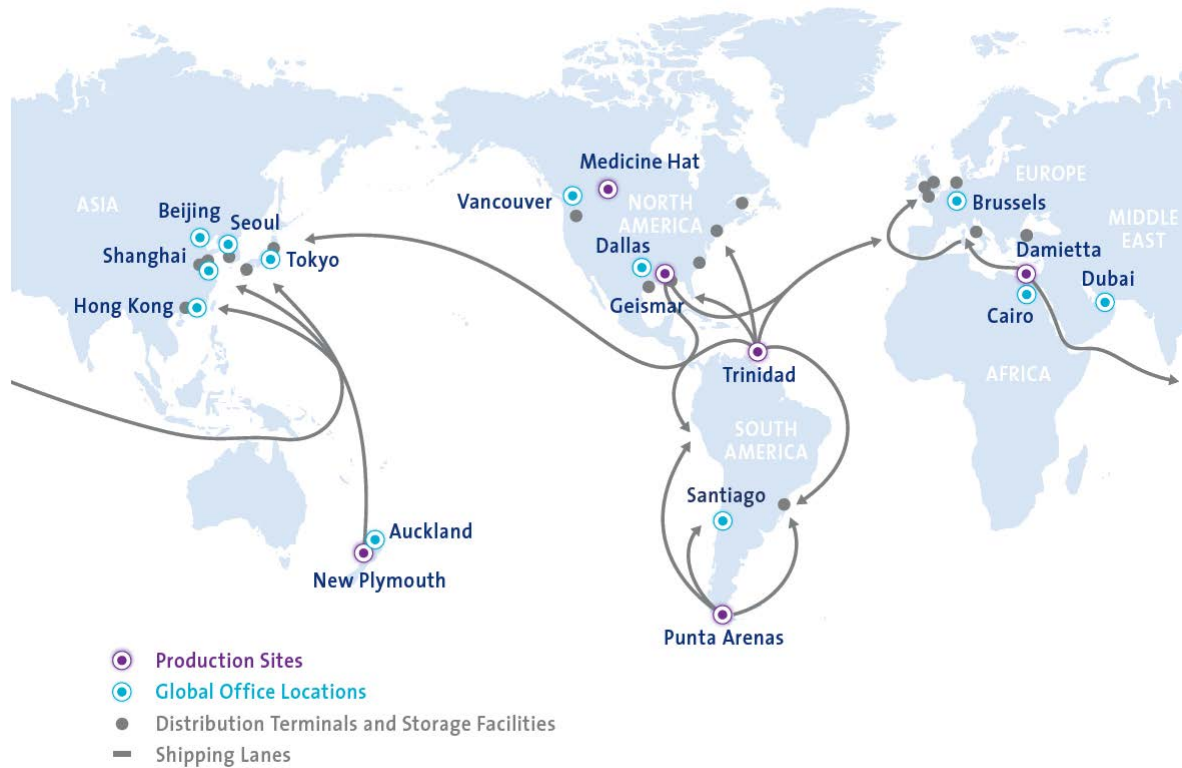 Medicine Hat
ASIA
Vancouver
NORTH
AMERICA
EUROPE
Brussels
MIDDLE
EAST
Beijing
Seoul
Shanghai
Tokyo
Dallas
Damietta
Dubai
Hong Kong
Geismar
Cairo
Trinidad
AFRICA
SOUTH
AMERICA
Santiago
Auckland
New Plymouth
Punta Arenas
Production Sites
Global Office Locations
Distribution Terminals and Storage Facilities
Shipping Lanes